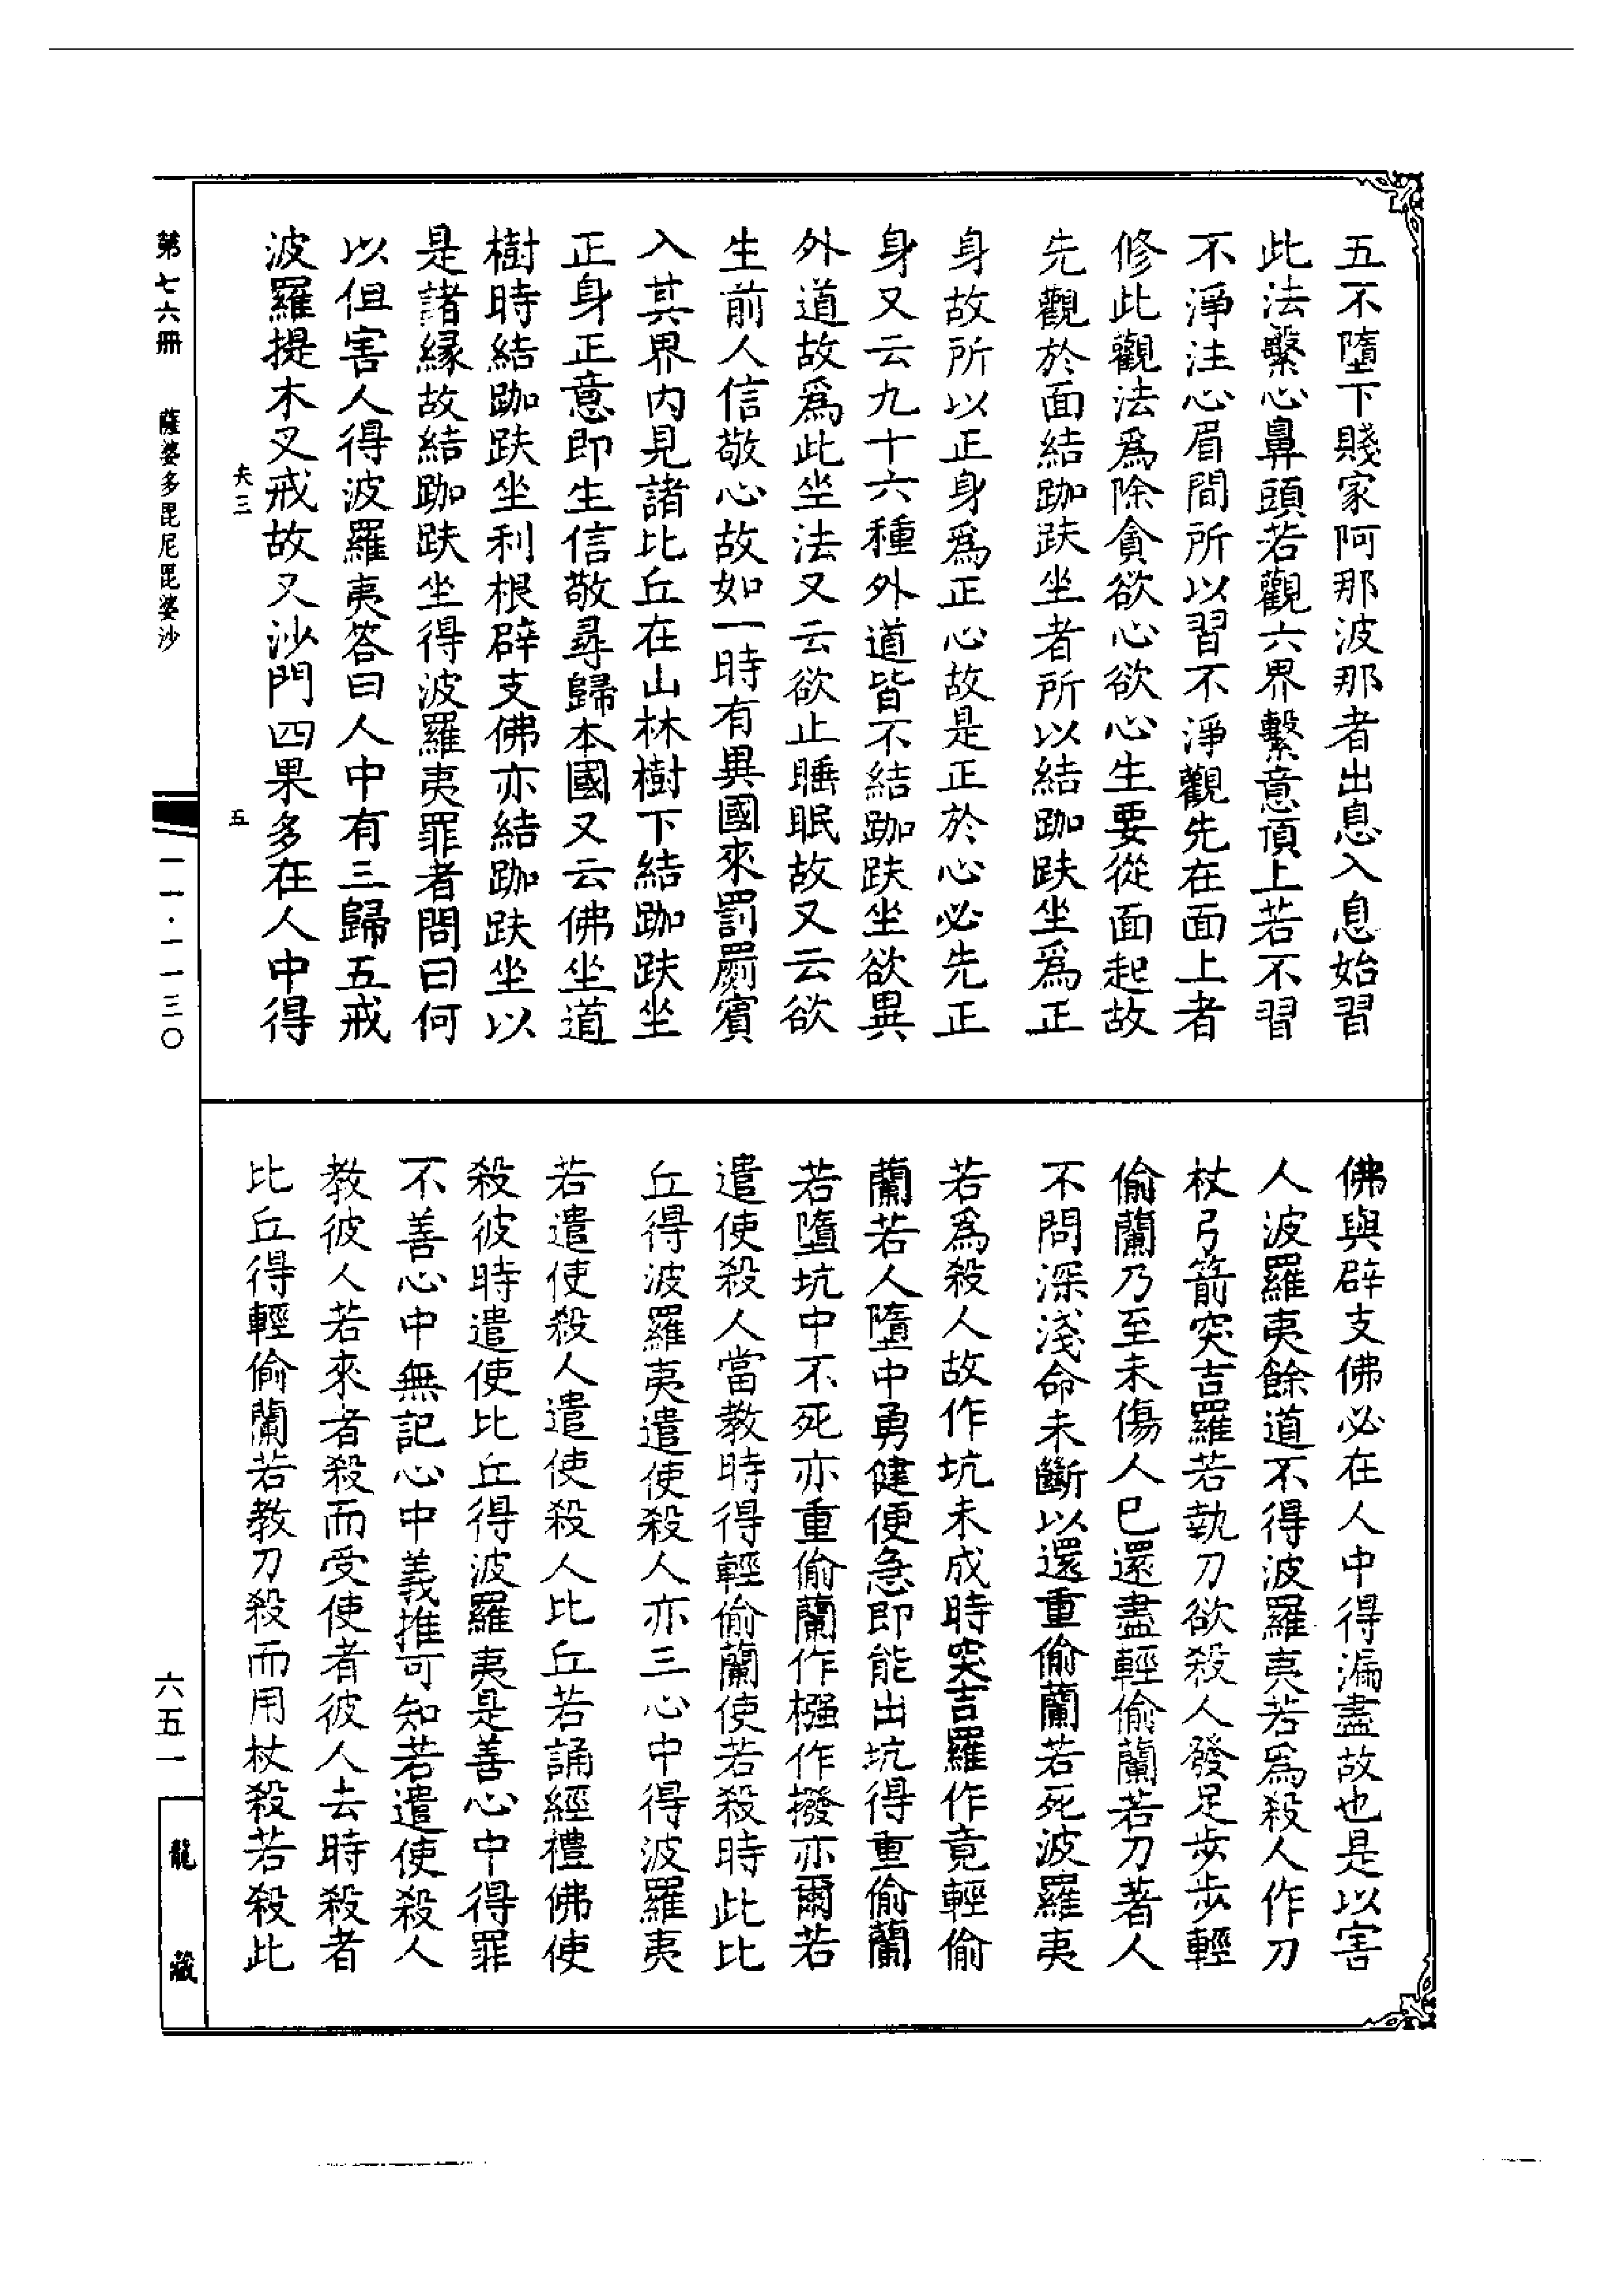 五不墮下賤家阿那波那者出息入息始習
此法繫心鼻頭若觀六界繫意頂上若不習
不淨注心眉間所以習不淨觀先在面上者
修此觀法爲除貪欲心欲心生要從面起故
先觀於面結跏趺坐者所以結跏趺坐爲正
身故所以正身爲正心故是正於心必先正
身又云九十六種外道皆不結跏趺坐欲異
外道故爲此坐法又云欲止睡眠故又云欲
生前人信敬心故如一時有異國來罰罽賓
入其界內見諸比丘在山林樹下結跏趺坐
正身正意即生信敬尋歸本國又云佛坐道
樹時結跏趺坐利根辟支佛亦結跏趺坐以
是諸緣故結跏趺坐得波羅夷罪者問曰何
以但害人得波羅夷答曰人中有三歸五戒
波羅提木叉戒故又沙門四果多在人中得
夫三
五
佛與辟支佛必在人中得漏盡故也是以害
人波羅夷餘道不得波羅夷若爲殺人作刀
杖弓箭突吉羅若執刀欲殺人發足步步輕
偷蘭乃至未傷人已還盡輕偷蘭若刀著人
不問深淺命未斷以還重偷蘭若死波羅夷
若爲殺人故作坑未成時突吉羅作竟輕偷
蘭若人墮中勇健便急即能出坑得重偷蘭
若墮坑中不死亦重偷蘭作橃作撥亦爾若
遣使殺人當教時得輕偷蘭使若殺時此比
丘得波羅夷遣使殺人亦三心中得波羅夷
若遣使殺人遣使殺人比丘若誦經禮佛使
殺彼時遣使比丘得波羅夷是善心中得罪
不善心中無記心中義推可知若遣使殺人
教彼人若來者殺而受使者彼人去時殺者
比丘得輕偷蘭若教刀殺而用杖殺若殺此
第七六冊
薩婆多毘尼毘婆沙
一一·一一三〇
六五一
龍藏